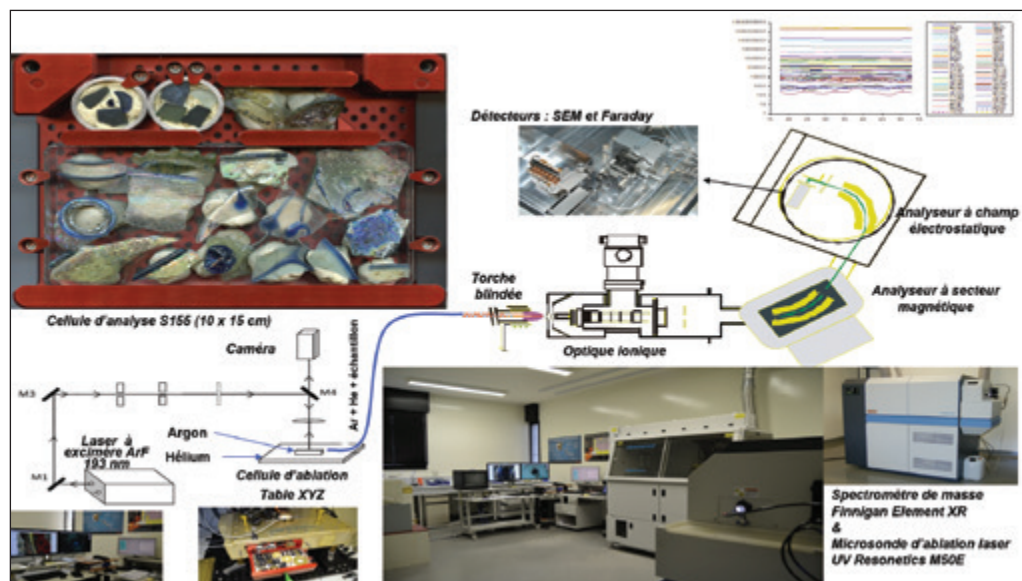 Détecteurs : SEM et Faraday
Analyseur à champ
électrostatique
Analyseur à secteur
magnétique
Torche
blindée
Optique ionique
Cellule d'analyse S155 (10 x 15 cm)
Caméra
Ar + He + échantillon
M3
M4
Argon
Hélium
Laser à
excimère ArF
193 nm
M1
Cellule d'ablation
Table XYZ
Spectromètre de masse
Finnigan Element XR
&
Microsonde d'ablation laser
UV Resonetics M50E